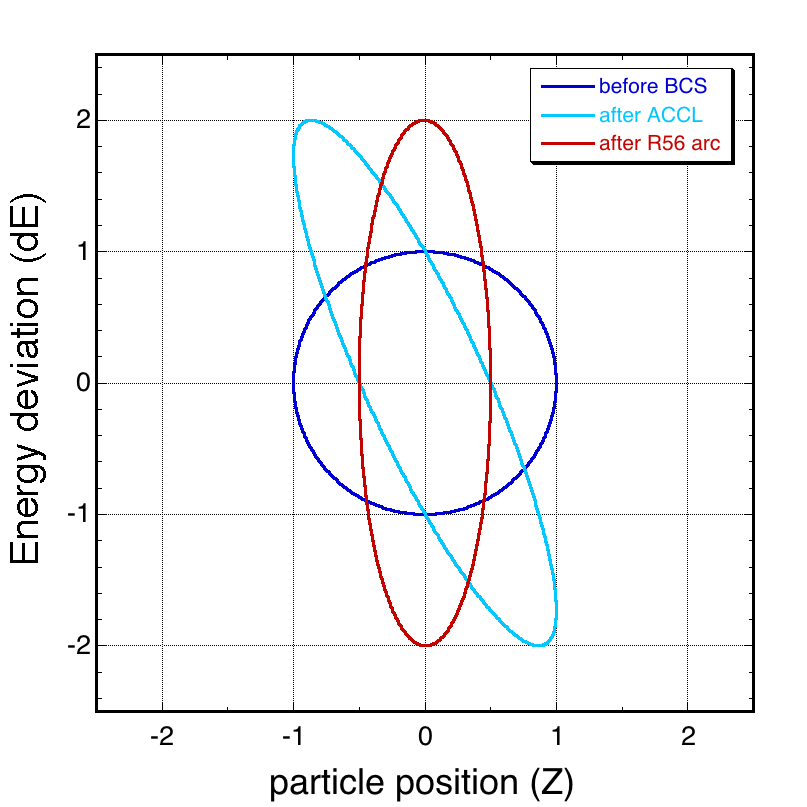 before BCS
after ACCL
after R56 arc
Energy deviation (dE)
2
1
0
-1
-2
-2 -1 0 1 2
particle position (Z)